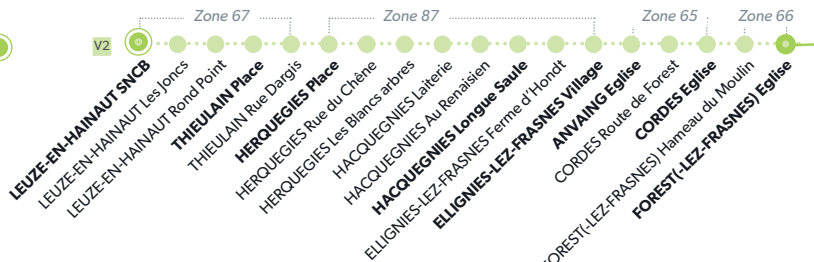 Zone 67
Zone 87
Zone 65
Zone 66
V2
LEUZE-EN-HAINAUT SNCB
LEUZE-EN-HAINAUT Les Joncs
LEUZE-EN-HAINAUT Rond Point
THIEULAIN Place
THIEULAIN Rue Dargis
HERQUEGIES Place
HERQUEGIES Rue du Chêne
HERQUEGIES Les Blancs arbres
HACQUEGNIES Laiterie
HACQUEGNIES Au Renaisien
HACQUEGNIES Longue Saule
ELLIGNIES-LEZ-FRASNES Ferme d'Hondt
ELLIGNIES-LEZ-FRASNES Village
ANVAING Eglise
CORDES Route de Forest
CORDES Eglise
FOREST(-LEZ-FRASNES) Hameau du Moulin
FOREST(-LEZ-FRASNES) Eglise